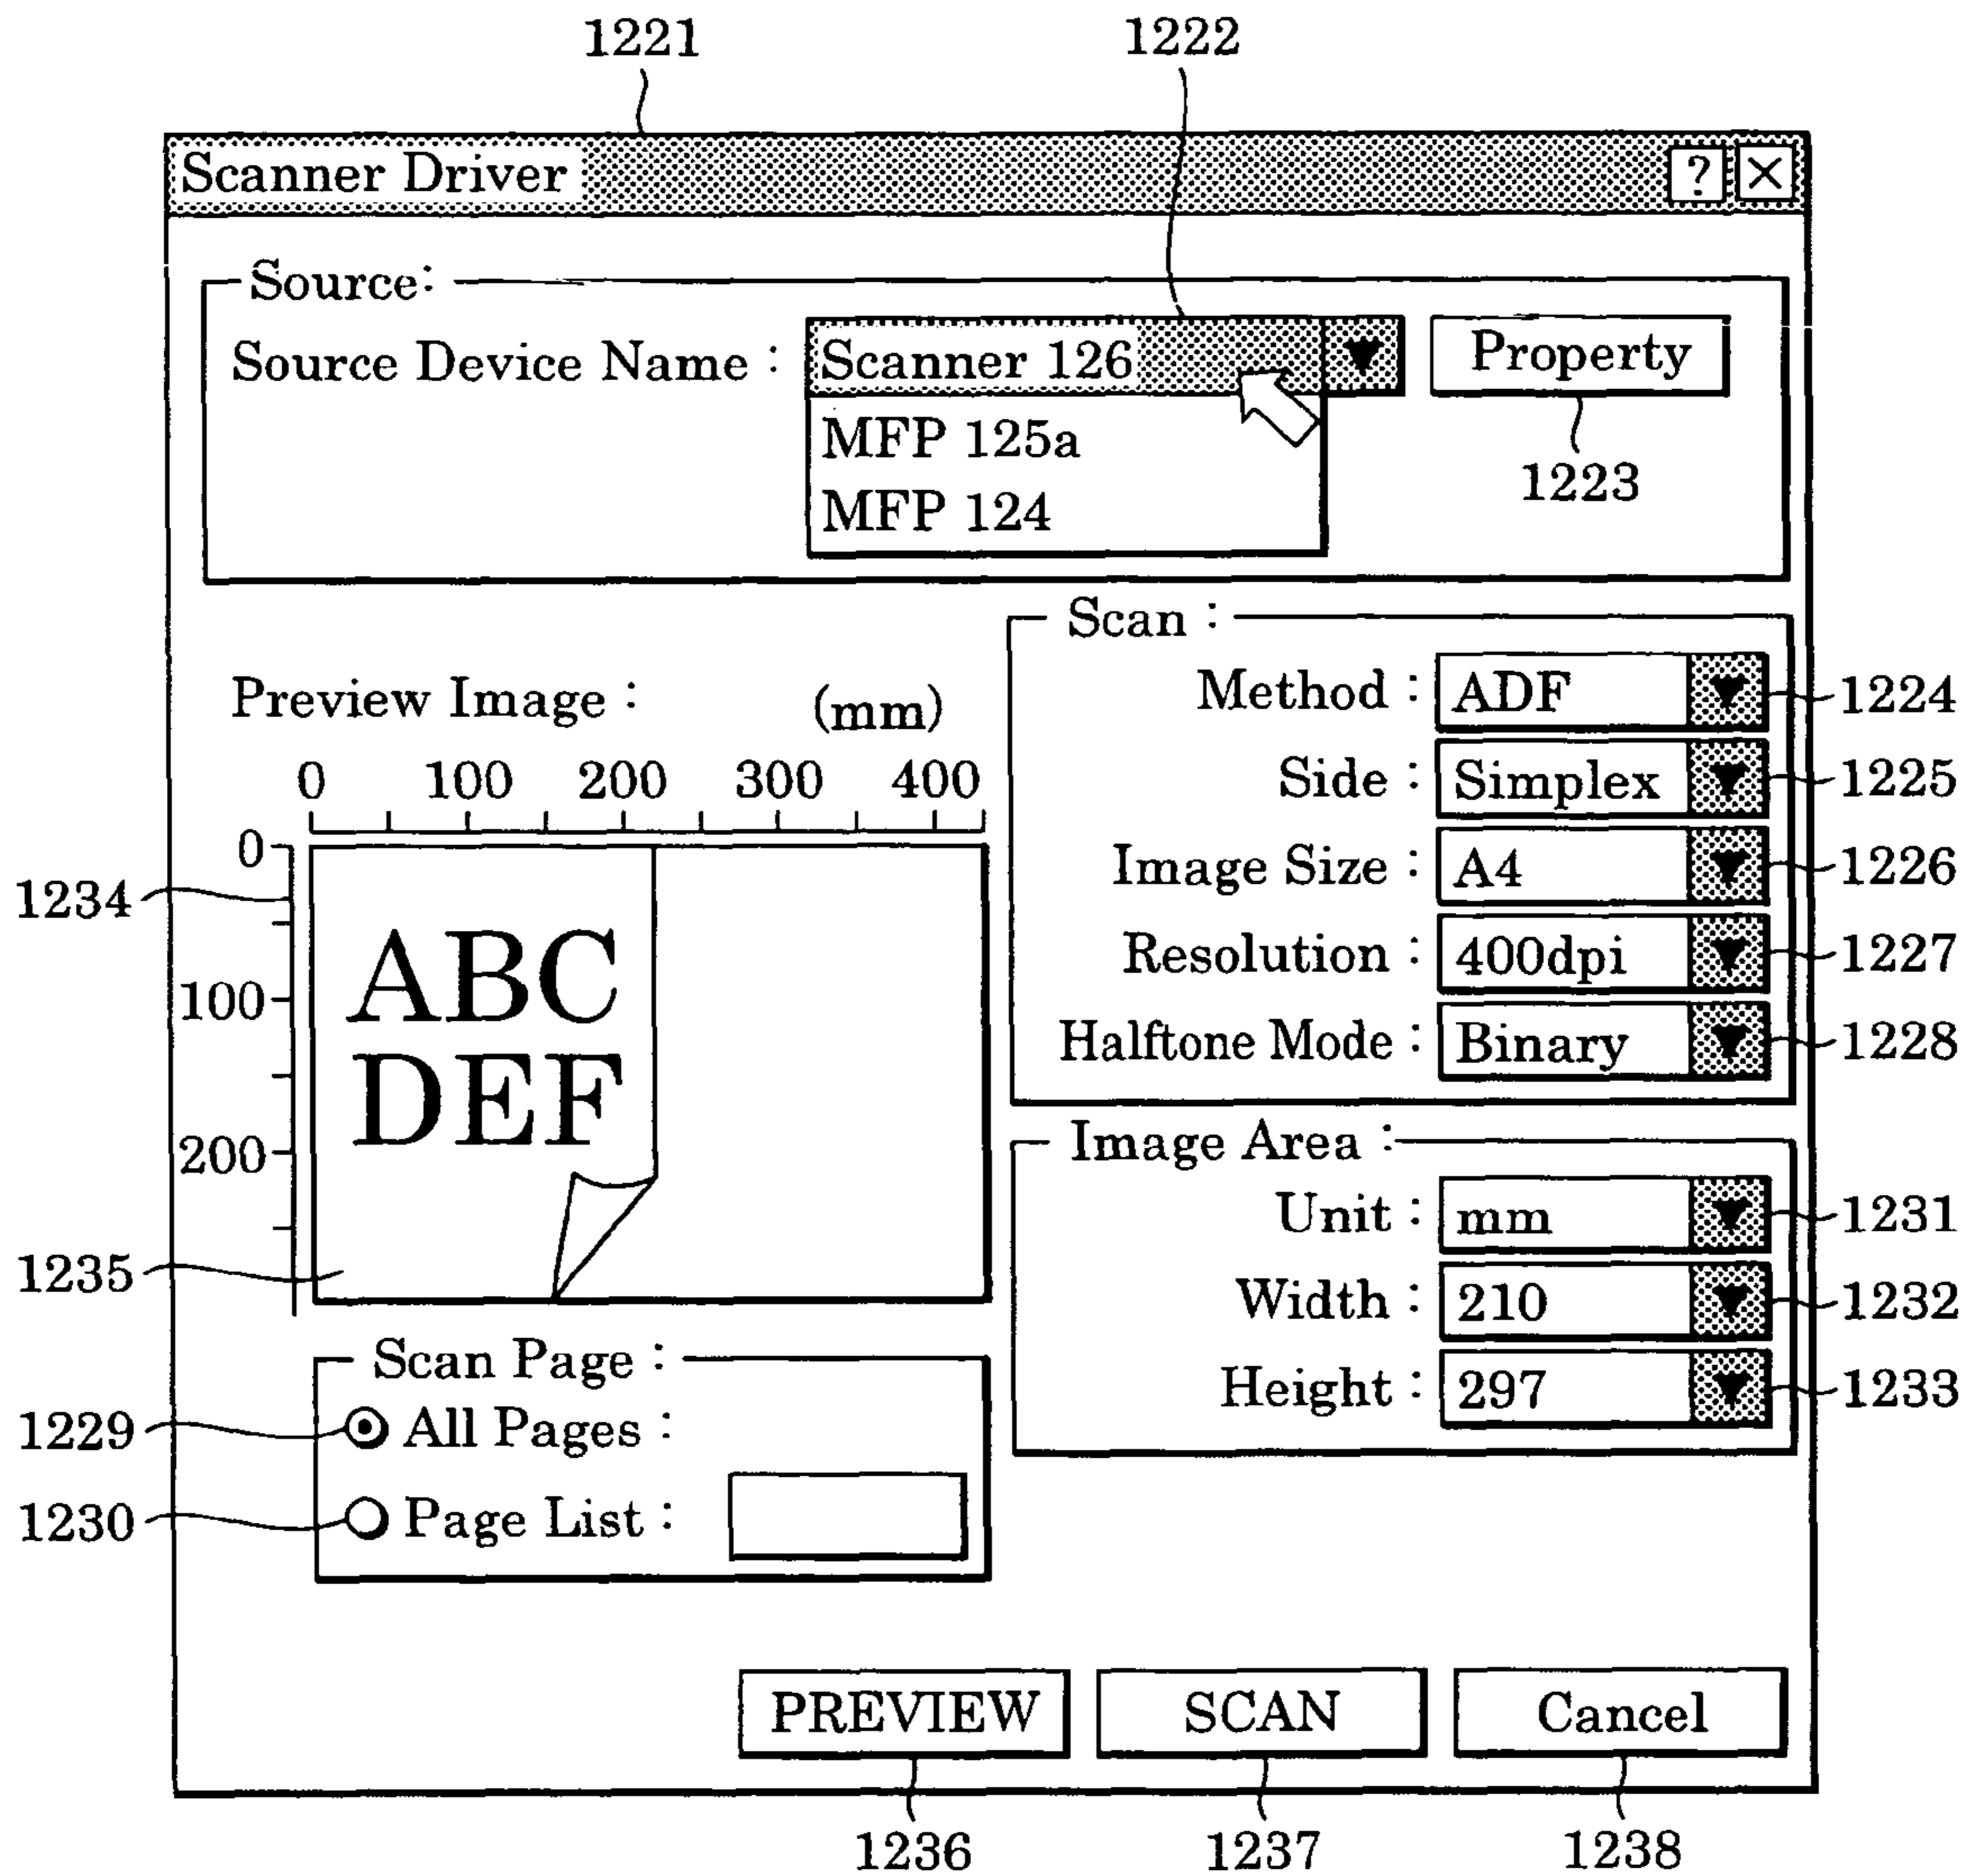 1221 1222
Scanner Driver ? X
Source:
Source Device Name : Scanner 126 Property
MFP 125a
1223
MFP 124
Scan :
Preview Image : (mm)
Method : ADF 1224
0 100 200 300 400
Side : Simplex 1225
0
1234
Image Size : A4 1226
Resolution : 400dpi 1227
ABC
100
Halftone Mode : Binary 1228
DEF
200
Image Area :
Unit : mm 1231
1235
Width : 210 1232
Scan Page :
Height : 297 1233
1229 All Pages :
1230 Page List :
PREVIEW SCAN Cancel
1236 1237 1238